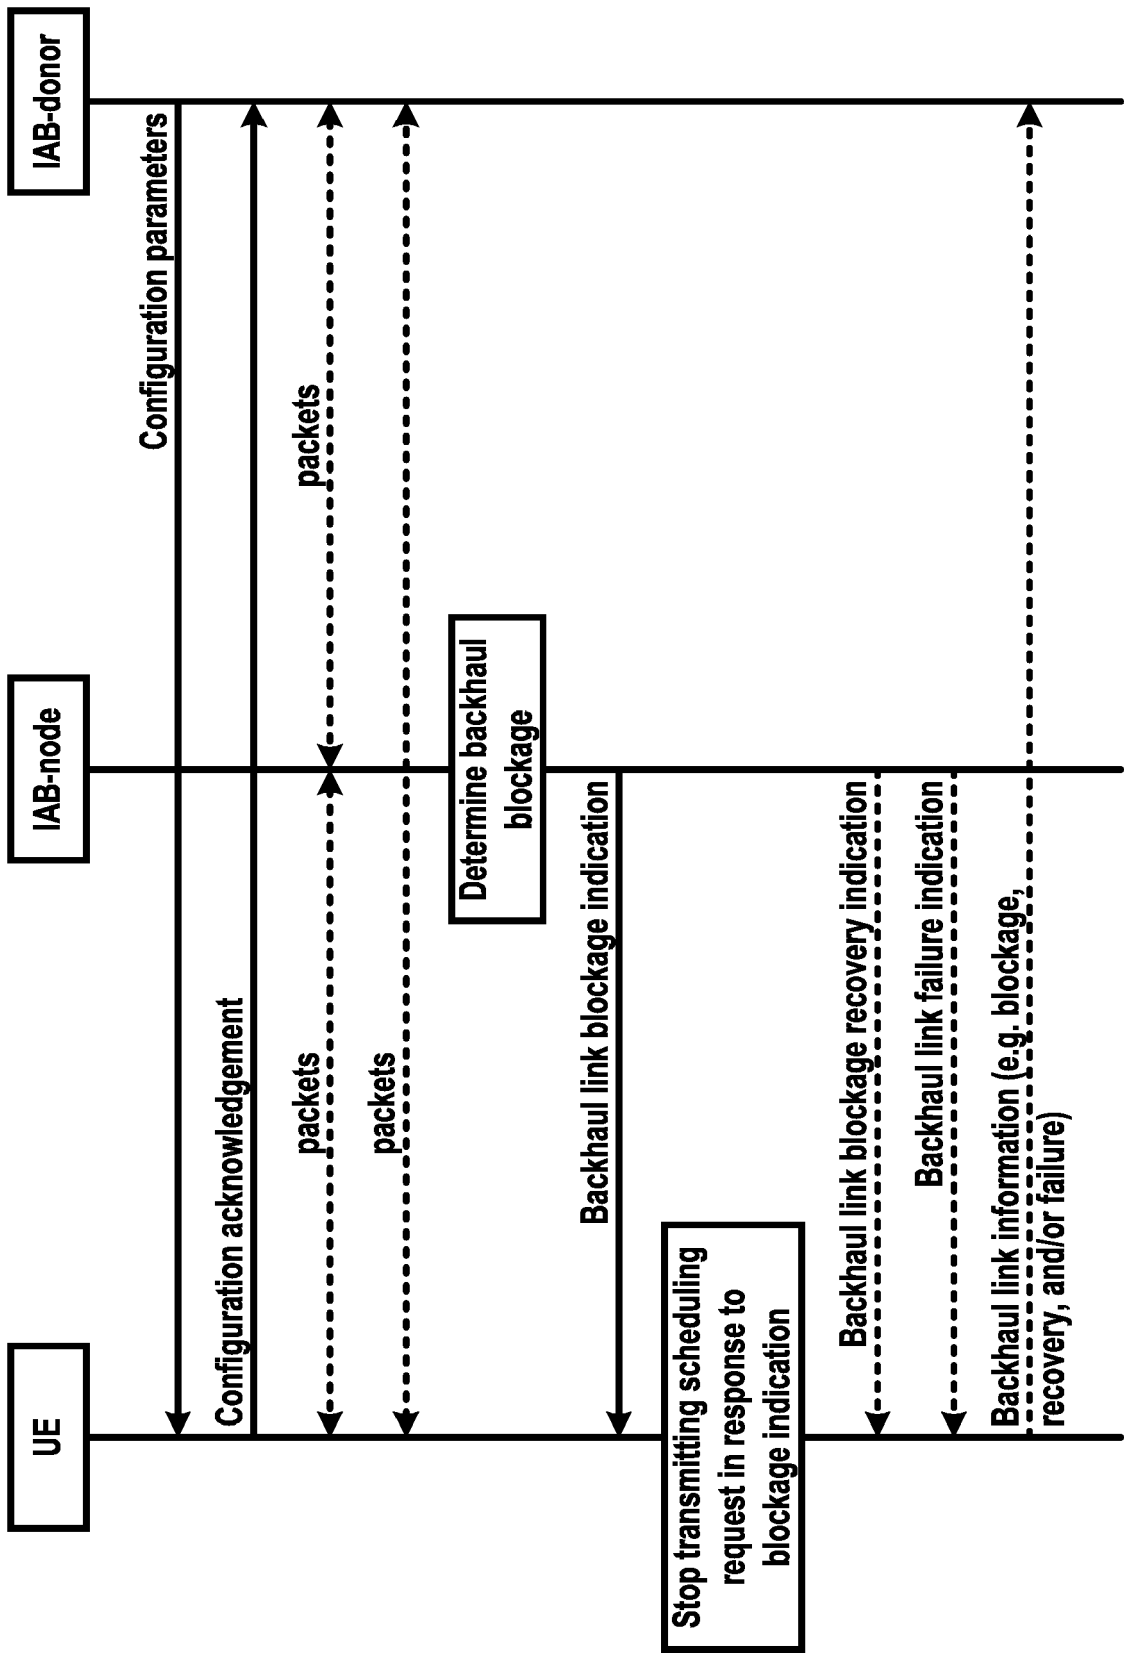 UE
IAB-node
IAB-donor
Configuration parameters
Configuration acknowledgement
packets
packets
packets
Determine backhaul
blockage
Backhaul link blockage indication
Stop transmitting scheduling
request in response to
blockage indication
Backhaul link blockage recovery indication
Backhaul link failure indication
Backhaul link information (e.g. blockage,
recovery, and/or failure)